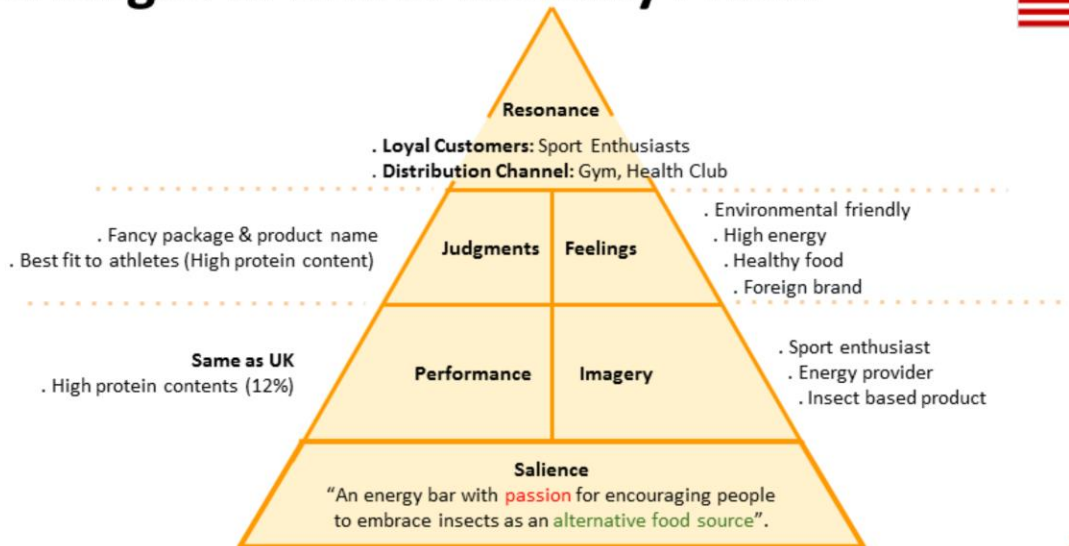 Resonance
. Loyal Customers: Sport Enthusiasts
. Distribution Channel: Gym, Health Club
. Fancy package & product name
. Best fit to athletes (High protein content)
Judgments
Feelings
. Environmental friendly
. High energy
. Healthy food
. Foreign brand
Same as UK
. High protein contents (12%)
Performance
Imagery
. Sport enthusiast
. Energy provider
. Insect based product
Salience
“An energy bar with passion for encouraging people
to embrace insects as an alternative food source”.